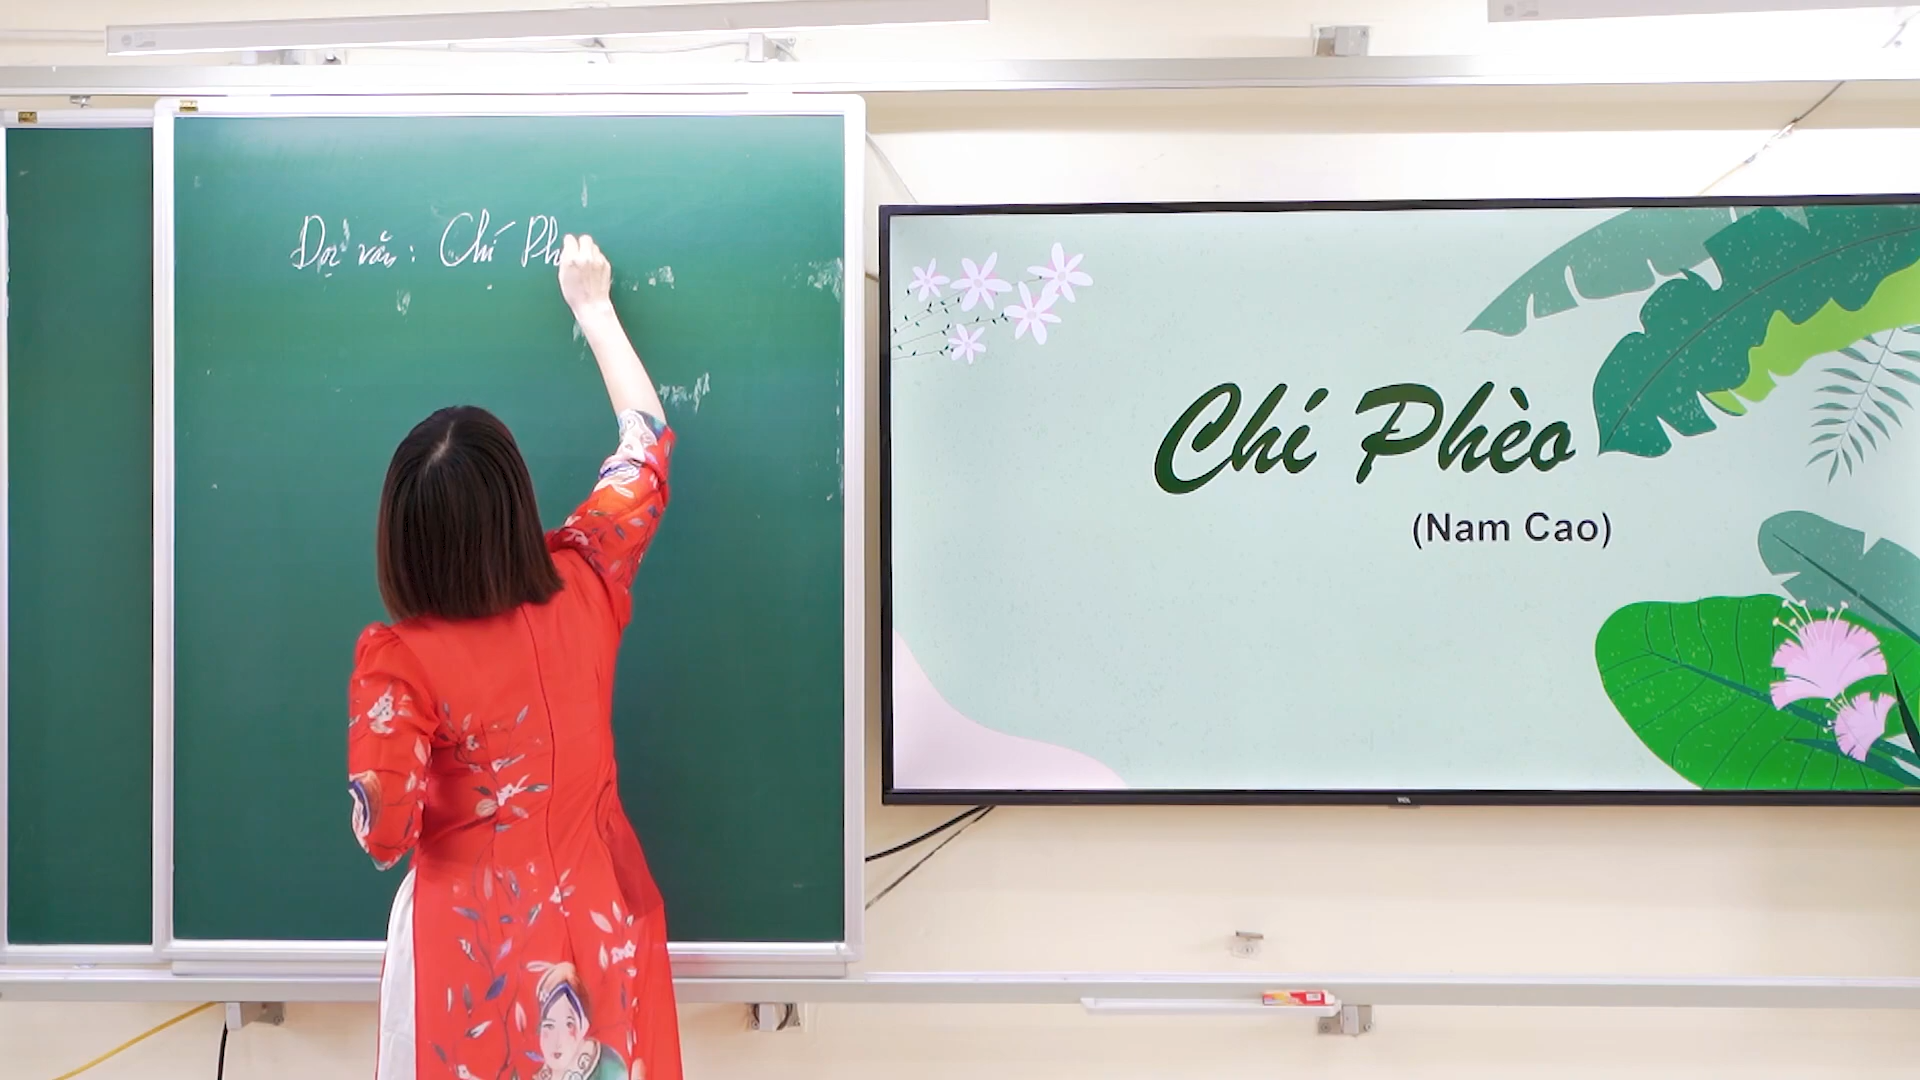 Đọc văn: Chí Ph
Chí Phèo
(Nam Cao)